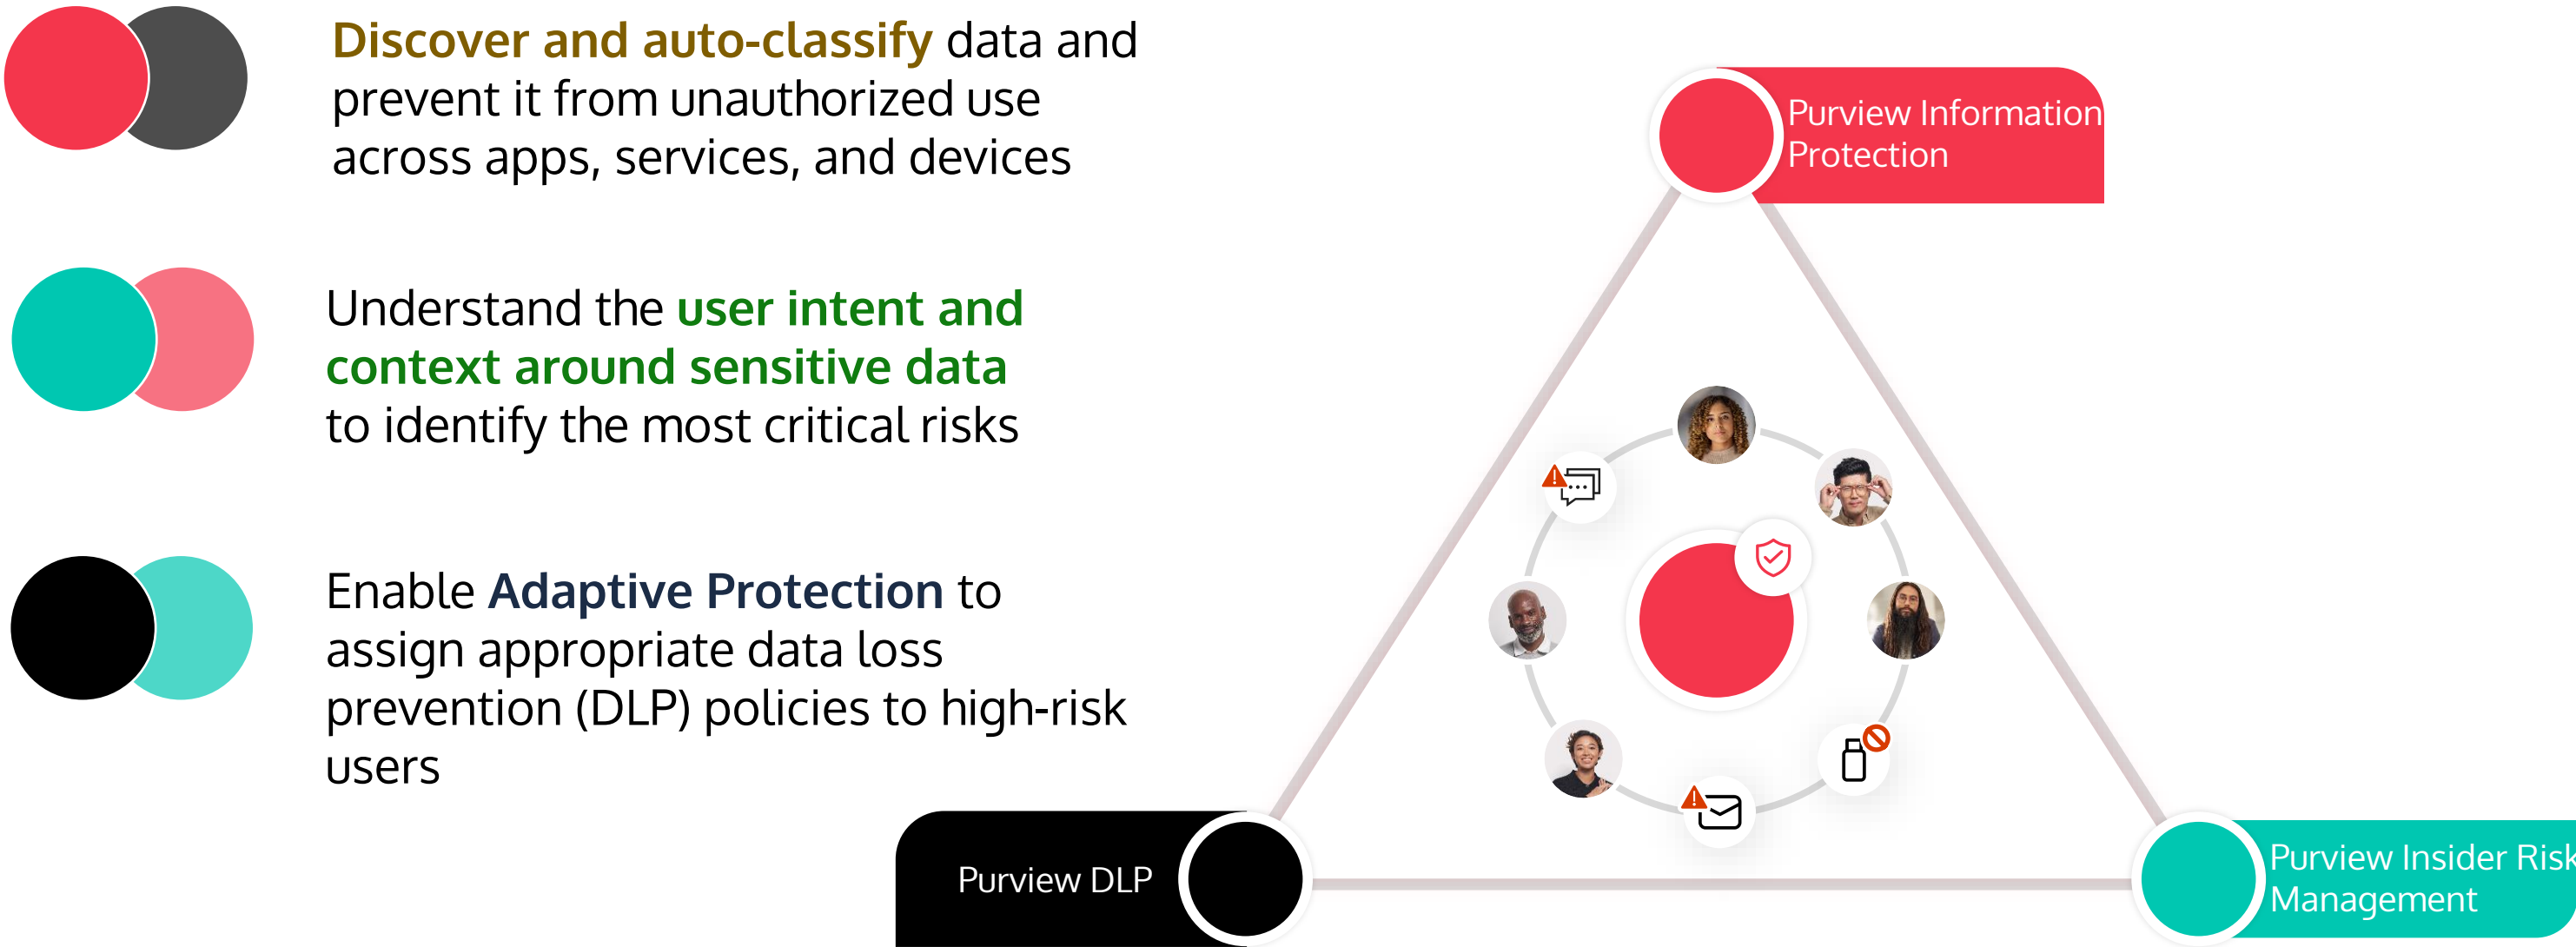 Discover and auto-classify data and
prevent it from unauthorized use
across apps, services, and devices
Understand the user intent and
context around sensitive data
to identify the most critical risks
Enable Adaptive Protection to
assign appropriate data loss
prevention (DLP) policies to high-risk
users
Purview Information
Protection
Purview DLP
Purview Insider Risk
Management